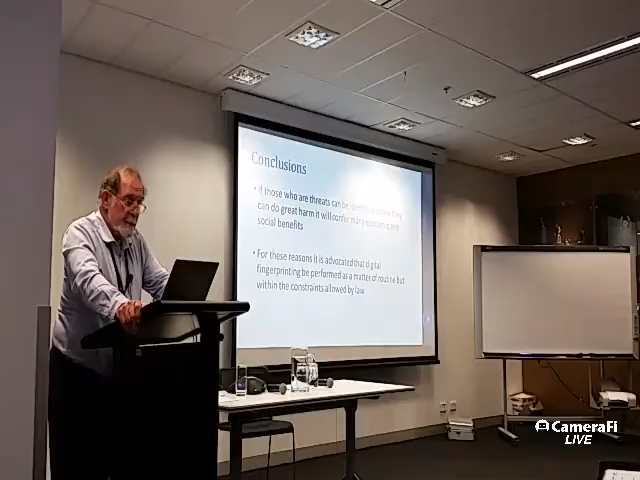 Conclusions
• If those who are threats can be identified before they
can do great harm it will confer many economic and
social benefits
• For these reasons it is advocated that digital
fingerprinting be performed as a matter of routine but
within the constraints allowed by law
CameraFi
LIVE